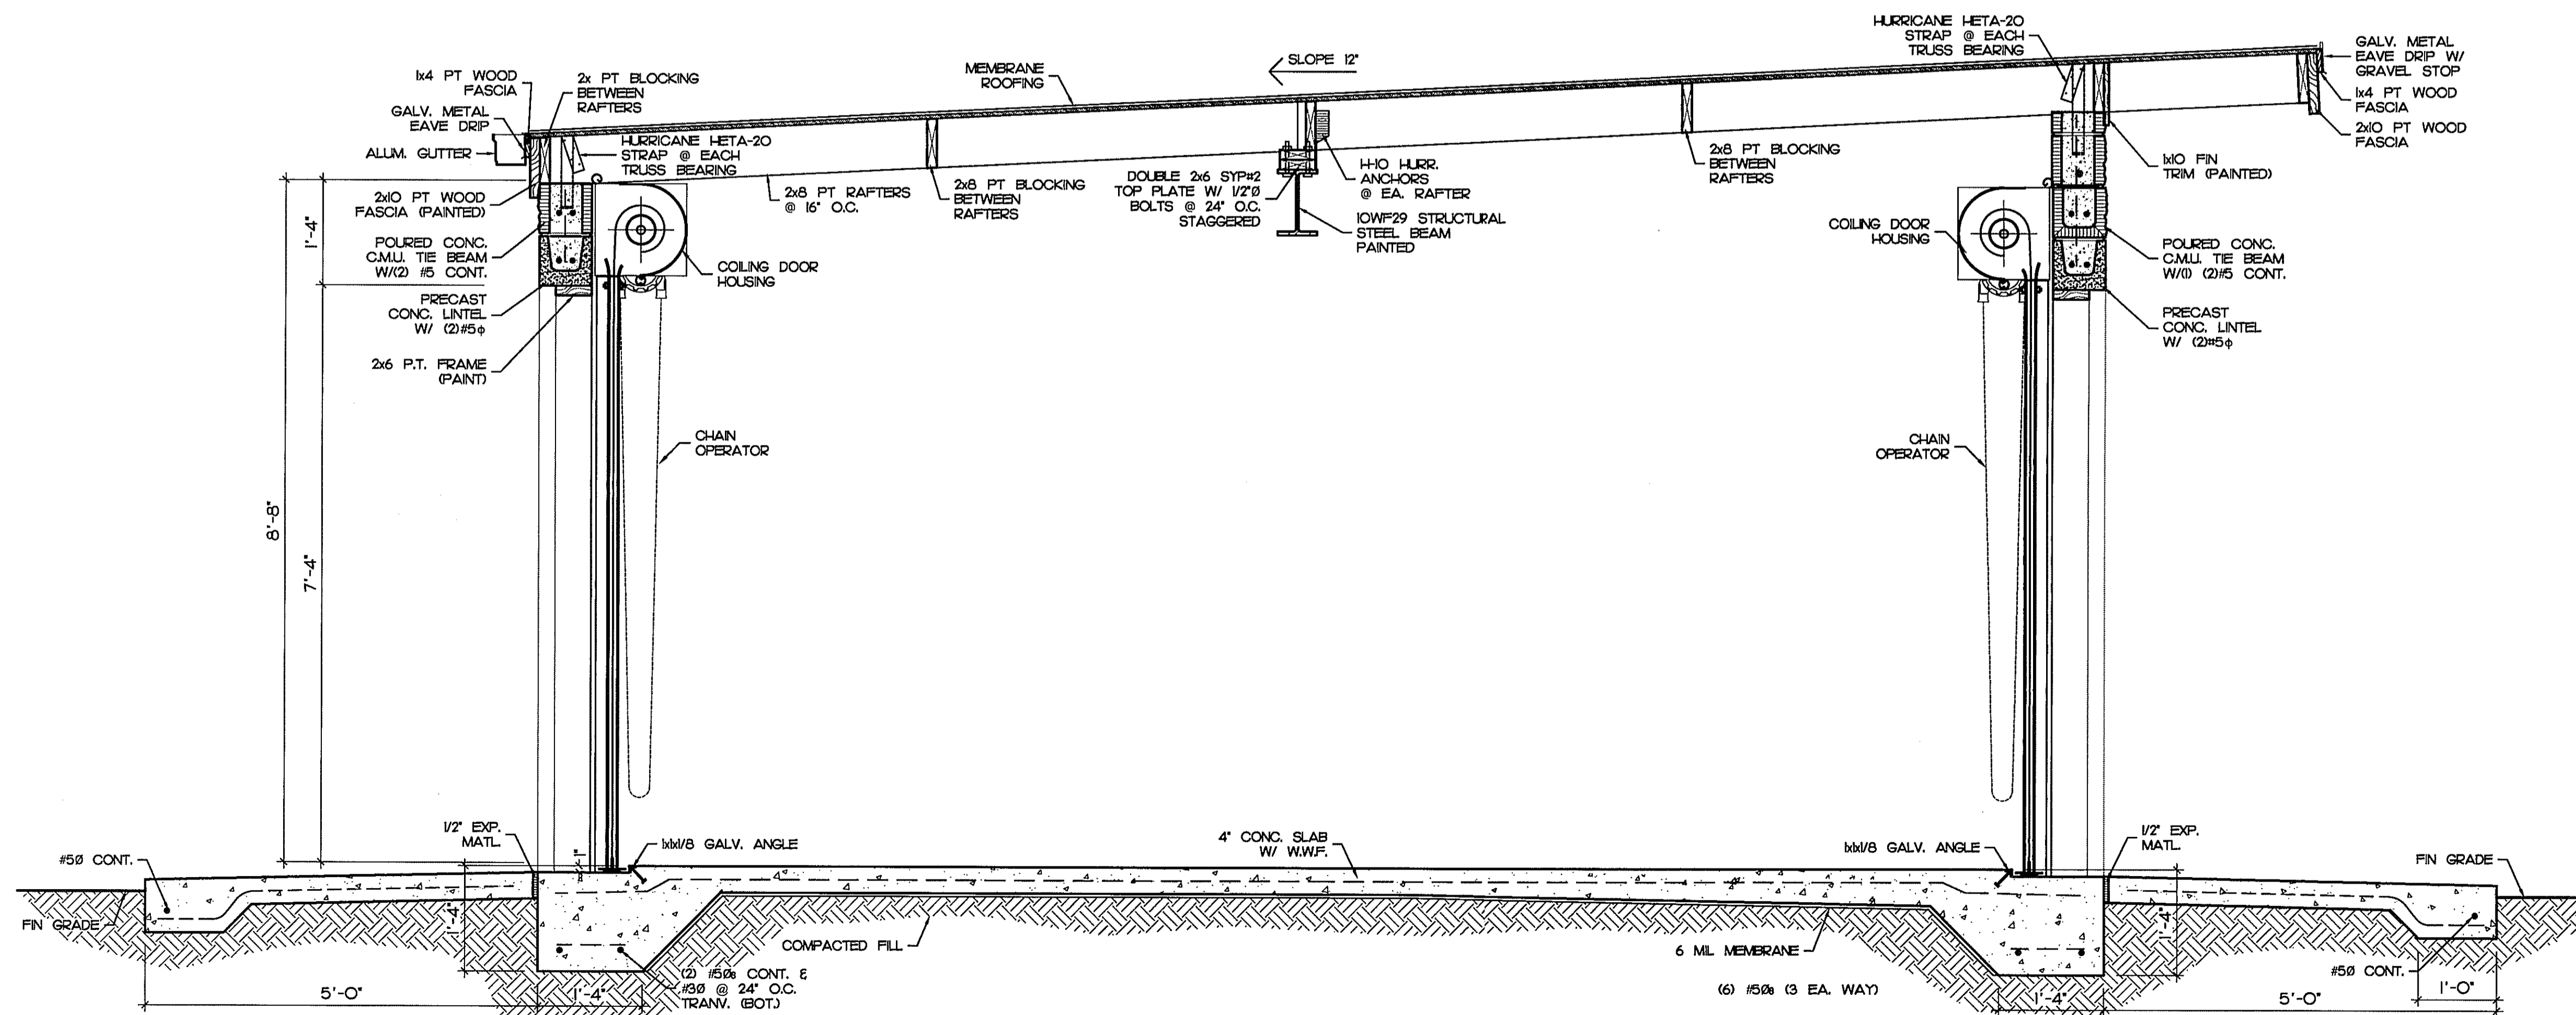 1x4 PT WOOD
FASCIA
GALV. METAL
EAVE DRIP
ALUM. GUTTER
2x PT BLOCKING
BETWEEN
RAFTERS
HURRICANE HETA-20
STRAP @ EACH
TRUSS BEARING
2x10 PT WOOD
FASCIA (PAINTED)
POURED CONC.
C.M.U. TIE BEAM
W/(2) #5 CONT.
PRECAST
CONC. LINTEL
W/ (2)#5ϕ
2x6 P.T. FRAME
(PAINT)
1'-4"
8'-8"
7'-4"
COILING DOOR
HOUSING
CHAIN
OPERATOR
MEMBRANE
ROOFING
SLOPE 12"
2x8 PT RAFTERS
@ 16" O.C.
2x8 PT BLOCKING
BETWEEN
RAFTERS
DOUBLE 2x6 SYP#2
TOP PLATE W/ 1/2"Ø
BOLTS @ 24" O.C.
STAGGERED
H-10 HURR.
ANCHORS
@ EA. RAFTER
10WF29 STRUCTURAL
STEEL BEAM
PAINTED
2x8 PT BLOCKING
BETWEEN
RAFTERS
HURRICANE HETA-20
STRAP @ EACH
TRUSS BEARING
GALV. METAL
EAVE DRIP W/
GRAVEL STOP
1x4 PT WOOD
FASCIA
2x10 PT WOOD
FASCIA
1x10 FIN
TRIM (PAINTED)
COILING DOOR
HOUSING
POURED CONC.
C.M.U. TIE BEAM
W/(1) (2)#5 CONT.
PRECAST
CONC. LINTEL
W/ (2)#5ϕ
CHAIN
OPERATOR
1/2" EXP.
MATL.
1"
#5Ø CONT.
FIN GRADE
1x1x1/8 GALV. ANGLE
4" CONC. SLAB
W/ W.W.F.
1x1x1/8 GALV. ANGLE
1/2" EXP.
MATL.
FIN GRADE
1'-4"
COMPACTED FILL
6 MIL MEMBRANE
1'-4"
(2) #5Øs CONT. &
#3Ø @ 24" O.C.
TRANV. (BOT.)
(6) #5Øs (3 EA. WAY)
#5Ø CONT.
5'-0"
1'-4"
1'-4"
5'-0"
1'-0"